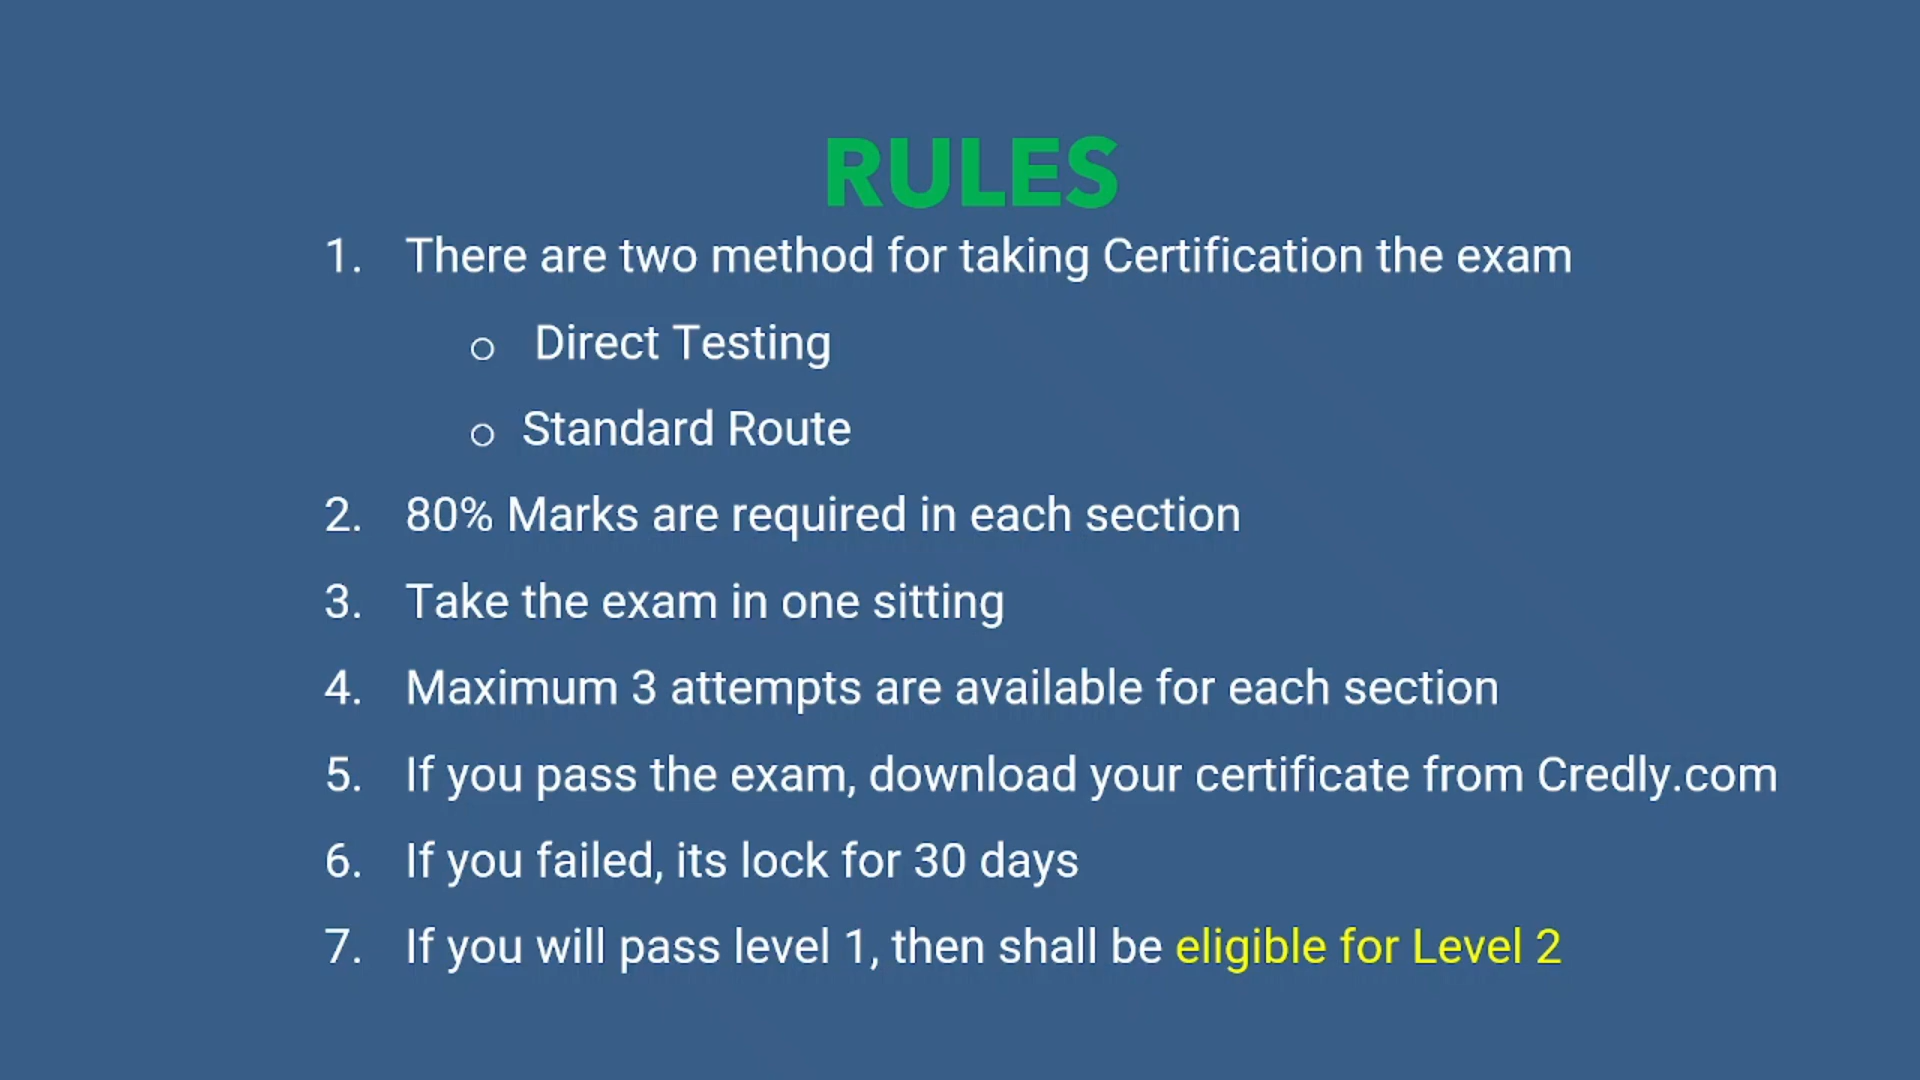 RULES
1. There are two method for taking Certification the exam
o Direct Testing
o Standard Route
2. 80% Marks are required in each section
3. Take the exam in one sitting
4. Maximum 3 attempts are available for each section
5. If you pass the exam, download your certificate from Credly.com
6. If you failed, its lock for 30 days
7. If you will pass level 1, then shall be eligible for Level 2